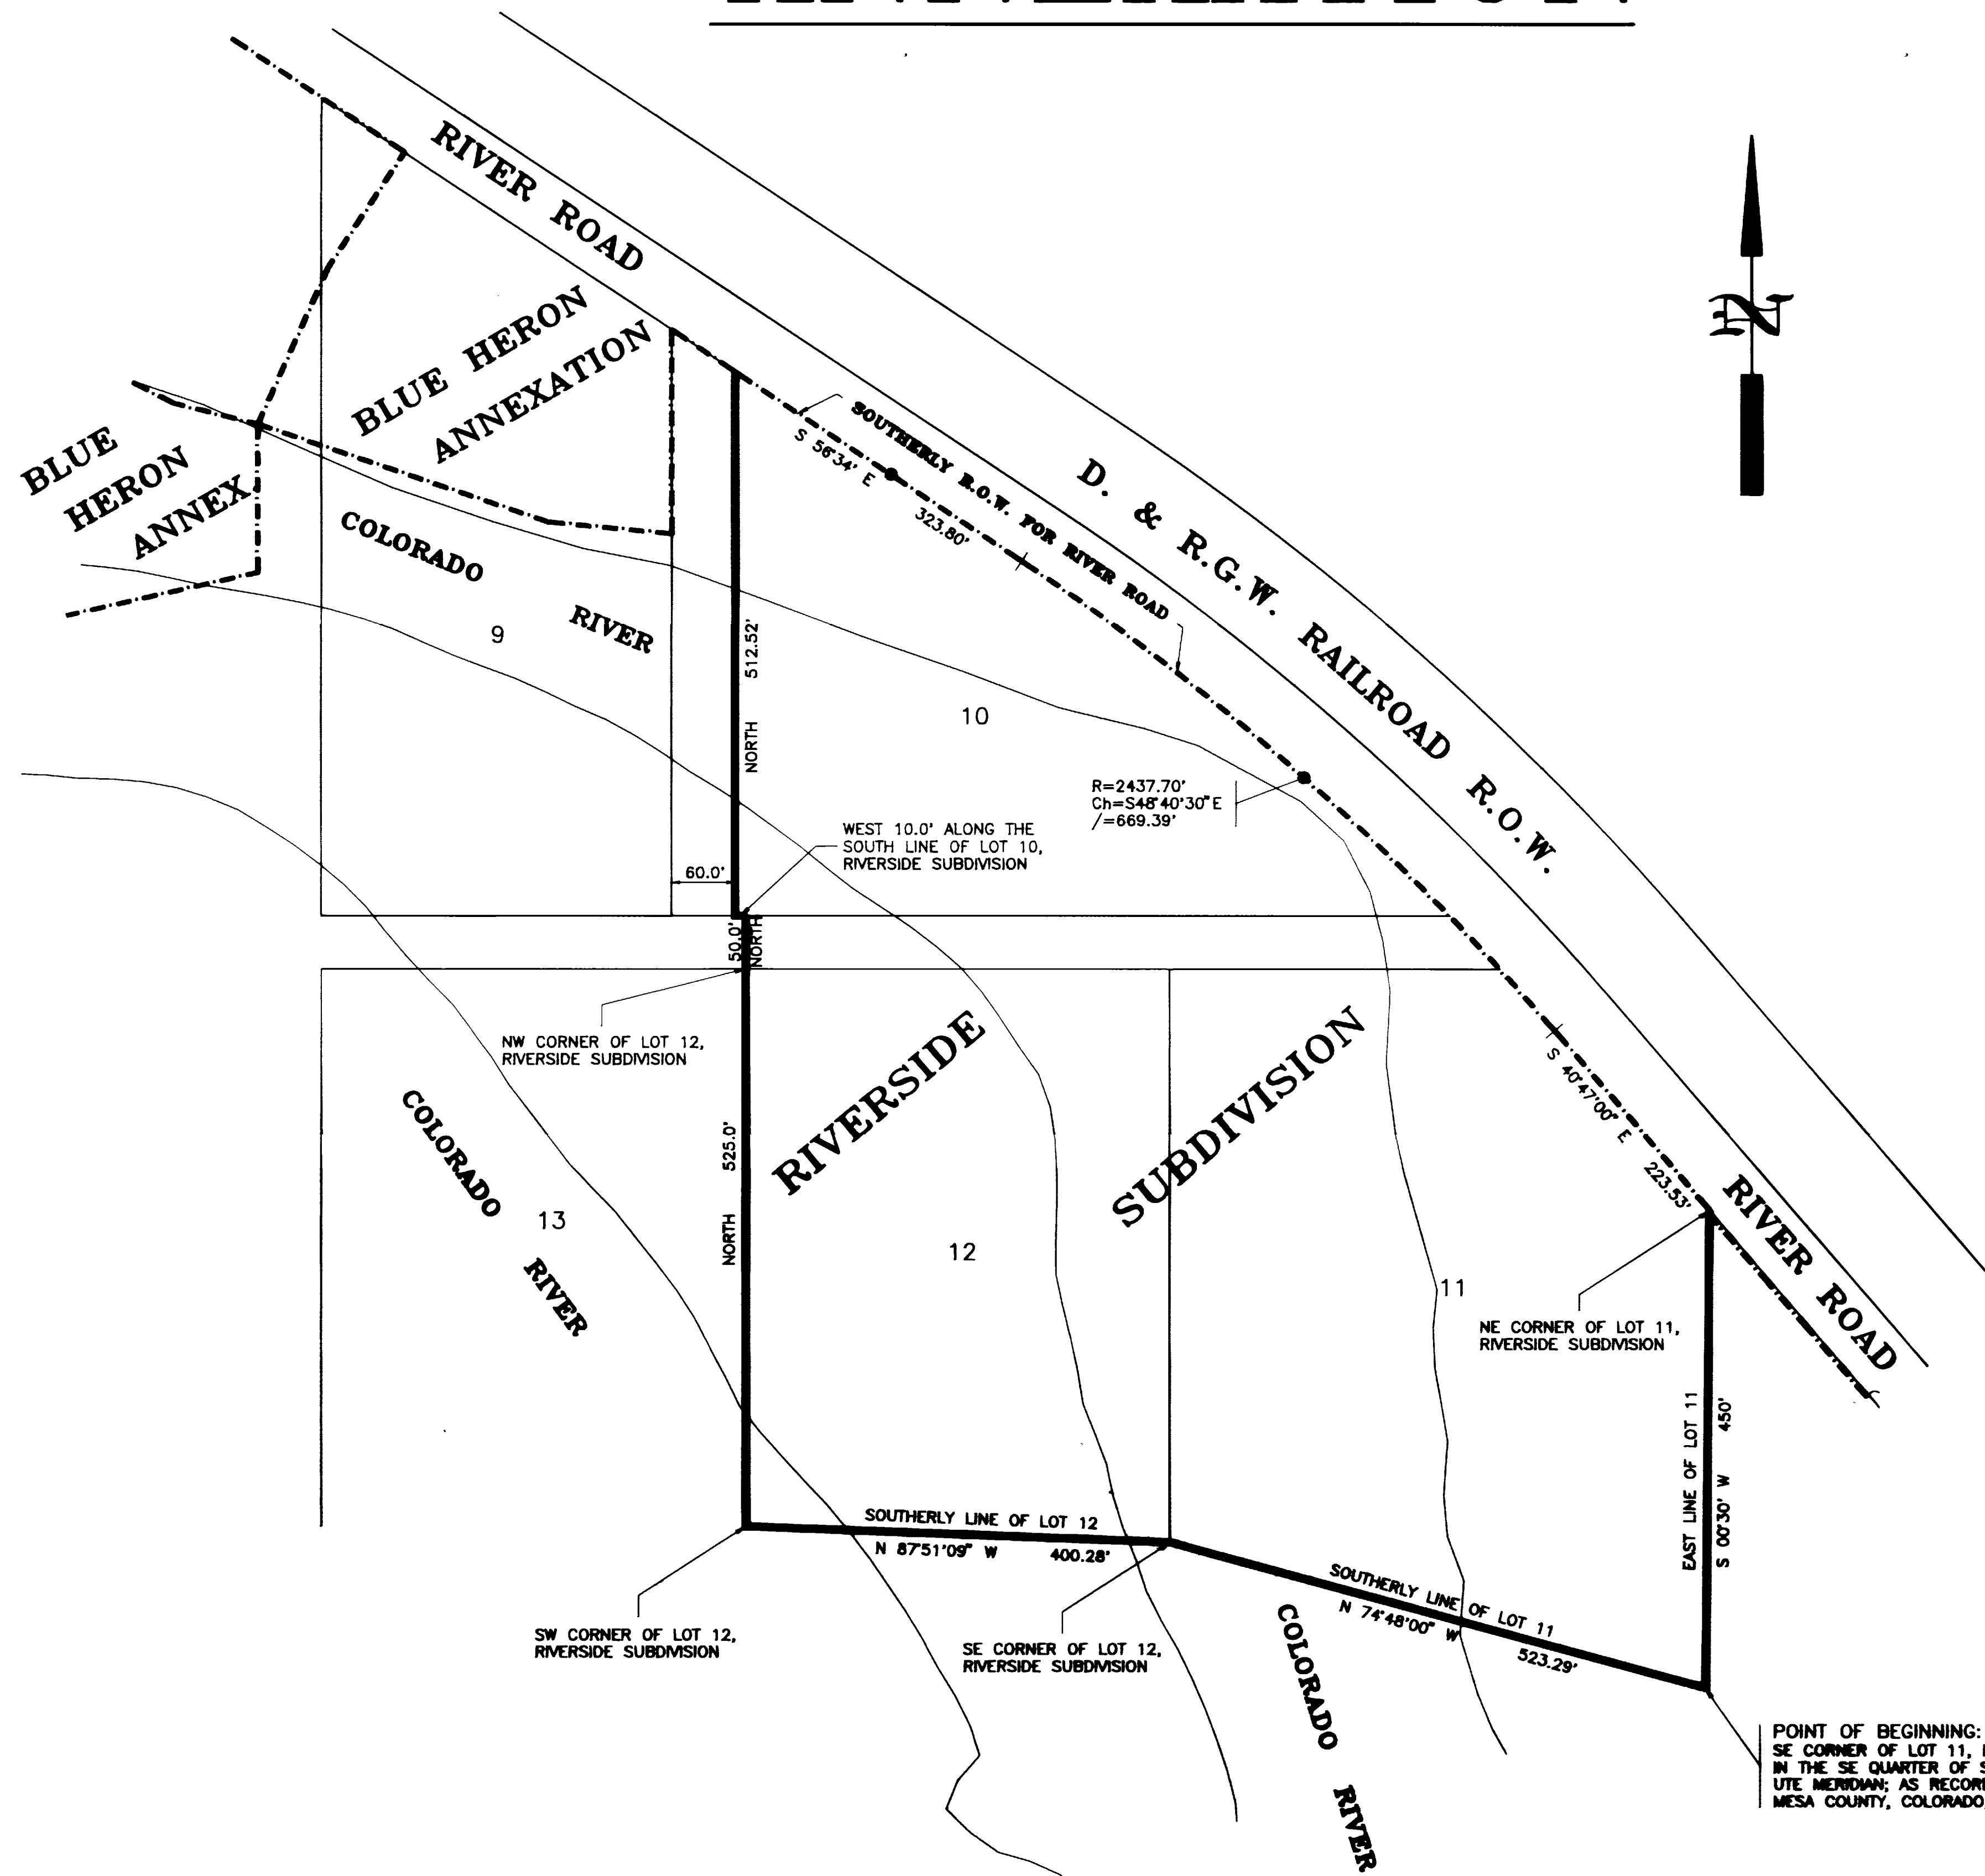 RIVER ROAD
BLUE HERON
ANNEXATION
BLUE
HERON
ANNEX.
COLORADO
RIVER
9
SOUTHERLY R.O.W. FOR RIVER ROAD
S 56°34' E
323.80'
D. & R.G.W. RAILROAD R.O.W.
N
512.52'
NORTH
10
R=2437.70'
Ch=S48°40'30" E
/=669.39'
WEST 10.0' ALONG THE
SOUTH LINE OF LOT 10,
RIVERSIDE SUBDIVISION
60.0'
50.0'
NORTH
NW CORNER OF LOT 12,
RIVERSIDE SUBDIVISION
RIVERSIDE
SUBDIVISION
S 40°47'00" E
223.53'
COLORADO
RIVER
13
525.0'
NORTH
12
11
RIVER ROAD
NE CORNER OF LOT 11,
RIVERSIDE SUBDIVISION
EAST LINE OF LOT 11
S 00°30' W 450'
SOUTHERLY LINE OF LOT 12
N 87°51'09" W 400.28'
SOUTHERLY LINE OF LOT 11
N 74°48'00" W
523.29'
SW CORNER OF LOT 12,
RIVERSIDE SUBDIVISION
SE CORNER OF LOT 12,
RIVERSIDE SUBDIVISION
COLORADO
RIVER
POINT OF BEGINNING:
SE CORNER OF LOT 11,
IN THE SE QUARTER OF
UTE MERIDIAN; AS
MESA COUNTY, COLORADO